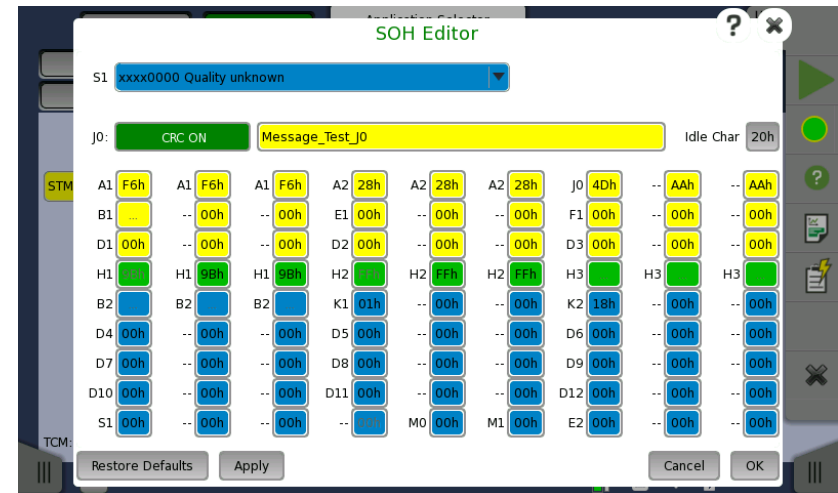 SOH Editor
?
S1 xxxx0000 Quality unknown
J0: CRC ON Message_Test_J0 Idle Char 20h
STM A1 F6h A1 F6h A1 F6h A2 28h A2 28h A2 28h J0 4Dh -- AAh -- AAh
B1 ... -- 00h -- 00h E1 00h -- 00h -- 00h F1 00h -- 00h -- 00h
D1 00h -- 00h -- 00h D2 00h -- 00h -- 00h D3 00h -- 00h -- 00h
H1 9Bh H1 9Bh H1 9Bh H2 FFh H2 FFh H2 FFh H3 H3 H3
B2 B2 B2 K1 01h -- 00h -- 00h K2 18h -- 00h -- 00h
D4 00h -- 00h -- 00h D5 00h -- 00h -- 00h D6 00h -- 00h -- 00h
D7 00h -- 00h -- 00h D8 00h -- 00h -- 00h D9 00h -- 00h -- 00h
D10 00h -- 00h -- 00h D11 00h -- 00h -- 00h D12 00h -- 00h -- 00h
S1 00h -- 00h -- 00h -- 00h M0 00h M1 00h E2 00h -- 00h -- 00h
TCM:
Restore Defaults Apply Cancel OK